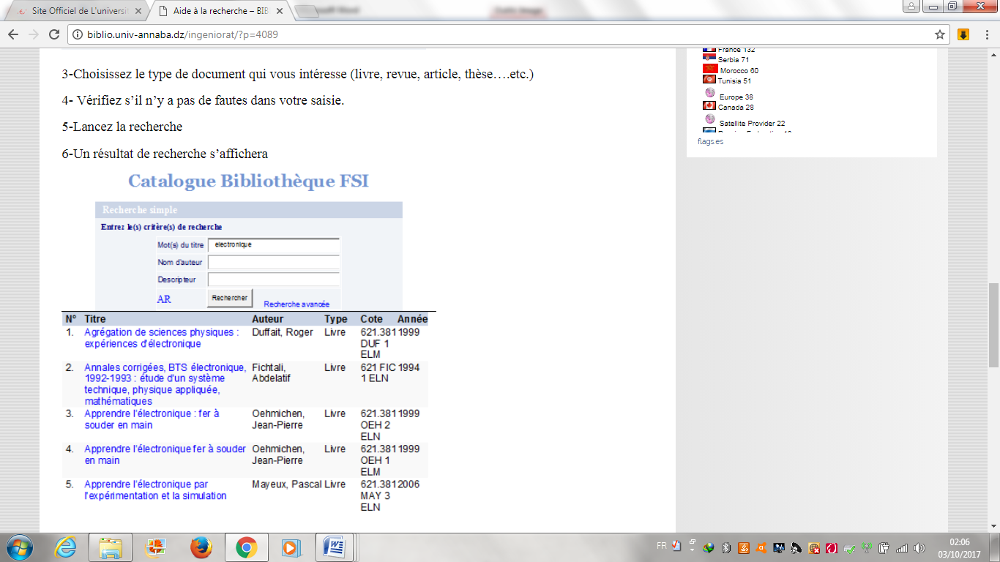 Site Officiel de L'universi
Aide à la recherche – BIB
biblio.univ-annaba.dz/ingeniorat/?p=4089
3-Choisissez le type de document qui vous intéresse (livre, revue, article, thèse….etc.)
4- Vérifiez s’il n’y a pas de fautes dans votre saisie.
5-Lancez la recherche
6-Un résultat de recherche s’affichera
Catalogue Bibliothèque FSI
Recherche simple
Entrez le(s) critère(s) de recherche
Mot(s) du titre electronique
Nom d'auteur
Descripteur
AR Rechercher Recherche avancée
N° Titre Auteur Type Cote Année
1. Agrégation de sciences physiques : Duffait, Roger Livre 621.381 1999
expériences d'électronique DUF 1
ELM
2. Annales corrigées, BTS électronique, Fichtali, Livre 621 FIC 1994
1992-1993 : étude d'un système Abdelatif 1 ELN
technique, physique appliquée,
mathématiques
3. Apprendre l'électronique : fer à Oehmichen, Livre 621.381 1999
souder en main Jean-Pierre OEH 2
ELN
4. Apprendre l'électronique fer à souder Oehmichen, Livre 621.381 1999
en main Jean-Pierre OEH 1
ELM
5. Apprendre l'électronique par Mayeux, Pascal Livre 621.381 2006
l'expérimentation et la simulation MAY 3
ELN
France 132
Serbia 71
Morocco 60
Tunisia 51
Europe 38
Canada 28
Satellite Provider 22
flags.es
FR
02:06
03/10/2017